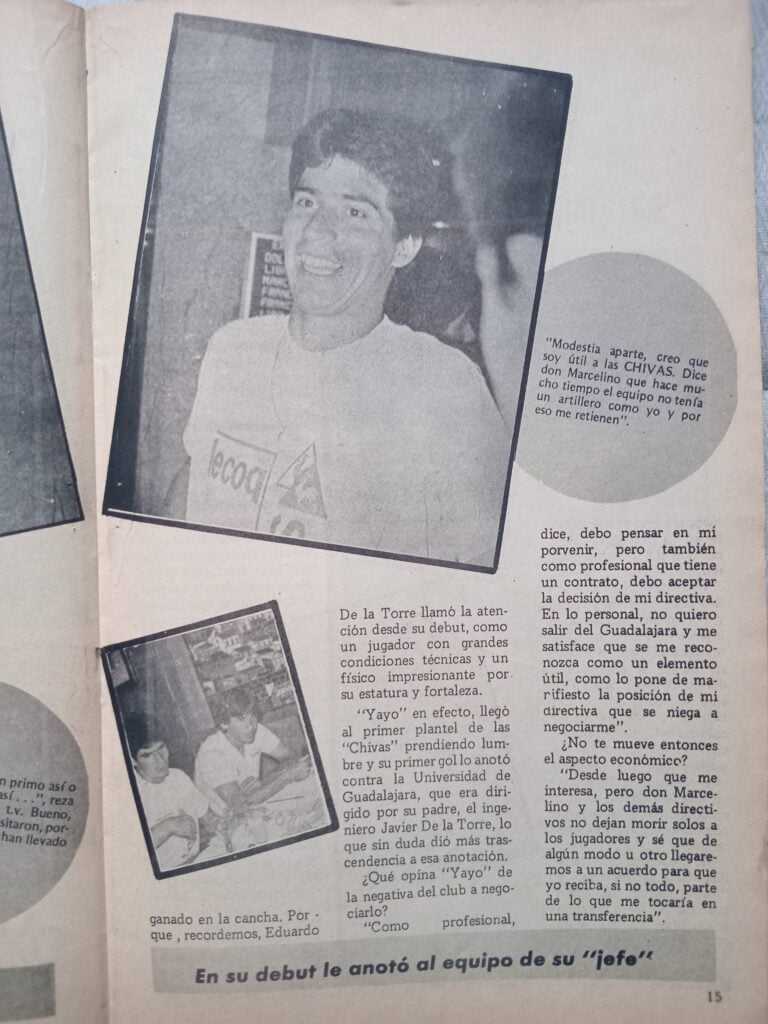 n primo así o
así . . .", reza
t.v. Bueno,
sitaron, por-
han llevado
lecoq
"Modestia aparte, creo que
soy útil a las CHIVAS. Dice
don Marcelino que hace mu-
cho tiempo el equipo no tenía
un artillero como yo y por
eso me retienen".
ganado en la cancha. Por -
que , recordemos, Eduardo
De la Torre llamó la aten-
ción desde su debut, como
un jugador con grandes
condiciones técnicas y un
físico impresionante por
su estatura y fortaleza.
"Yayo" en efecto, llegó
al primer plantel de las
"Chivas" prendiendo lum-
bre y su primer gol lo anotó
contra la Universidad de
Guadalajara, que era diri-
gido por su padre, el inge-
niero Javier De la Torre, lo
que sin duda dió más tras-
cendencia a esa anotación.
¿Qué opina "Yayo" de
la negativa del club a nego-
ciarlo?
"Como profesional,
dice, debo pensar en mi
porvenir, pero también
como profesional que tiene
un contrato, debo aceptar
la decisión de mi directiva.
En lo personal, no quiero
salir del Guadalajara y me
satisface que se me reco-
nozca como un elemento
útil, como lo pone de ma-
rifiesto la posición de mi
directiva que se niega a
negociarme".
¿No te mueve entonces
el aspecto económico?
"Desde luego que me
interesa, pero don Marce-
lino y los demás directi-
vos no dejan morir solos a
los jugadores y sé que de
algún modo u otro llegare-
mos a un acuerdo para que
yo reciba, si no todo, parte
de lo que me tocaría en
una transferencia".
En su debut le anotó al equipo de su "jefe"
15